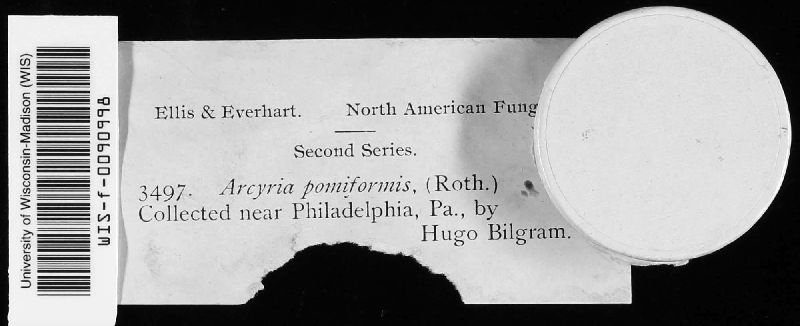 University of Wisconsin-Madison (WIS)
WIS-f-0090998
Ellis & Everhart. North American Fung
Second Series.
3497. Arcyria pomiformis, (Roth.)
Collected near Philadelphia, Pa., by
Hugo Bilgram.